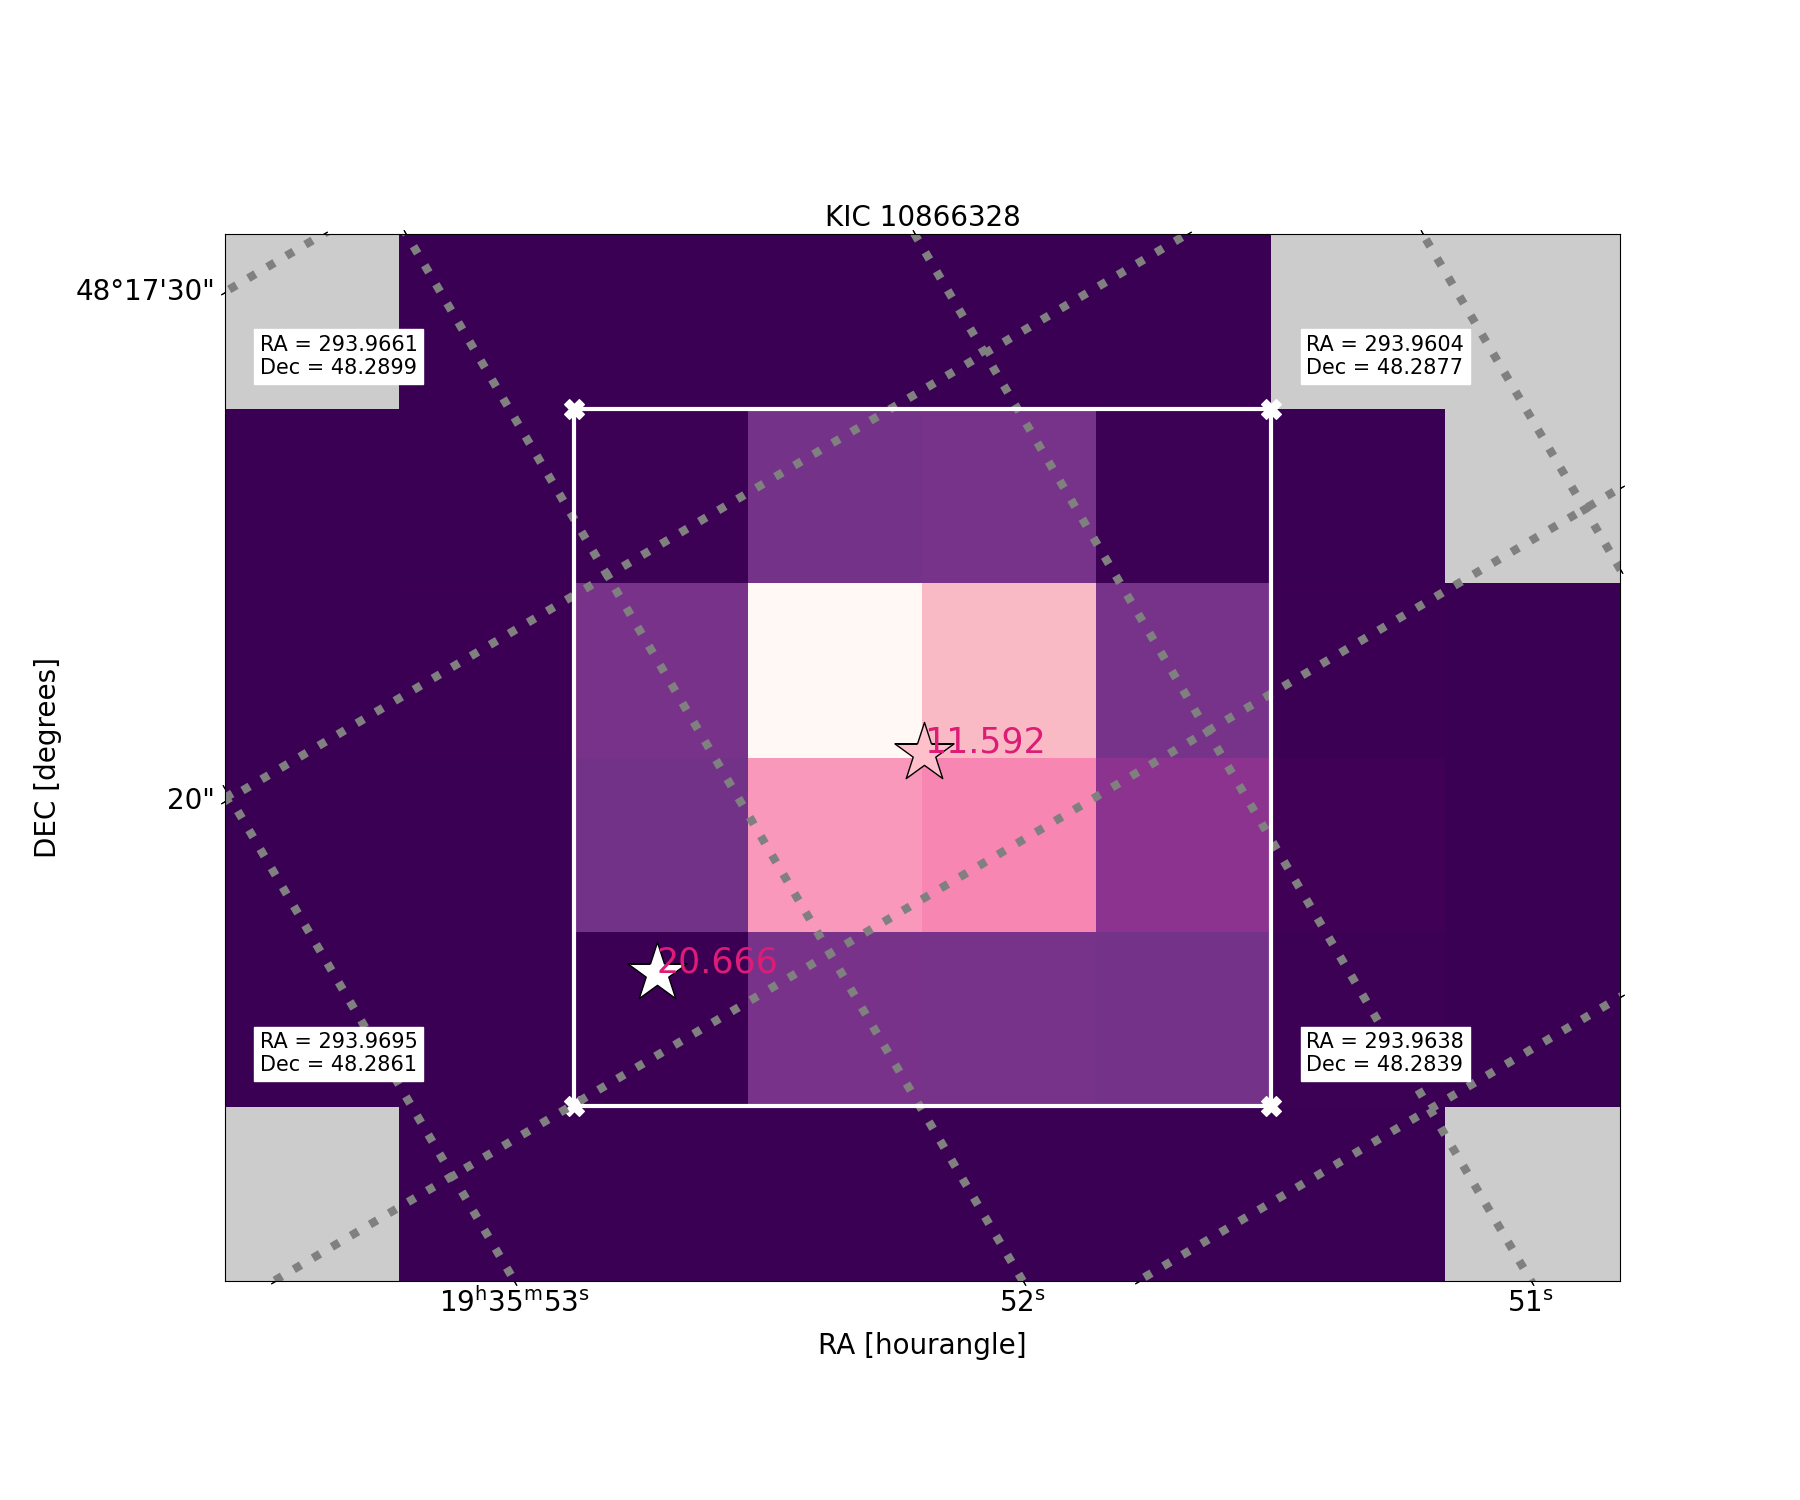 KIC 10866328
48°17'30"
RA = 293.9661
Dec = 48.2899
RA = 293.9604
Dec = 48.2877
11.592
20"
DEC [degrees]
20.666
RA = 293.9695
Dec = 48.2861
RA = 293.9638
Dec = 48.2839
19h35m53s
52s
51s
RA [hourangle]